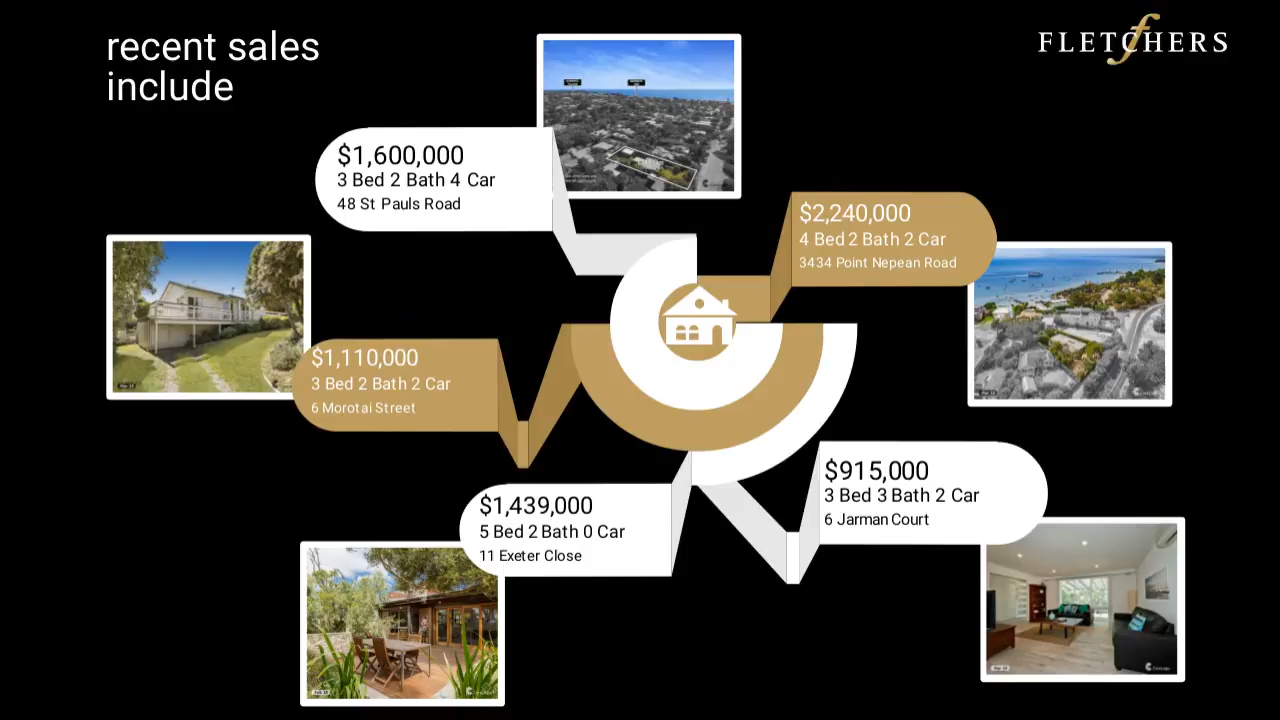 recent sales
include
FLETCHERS
$1,600,000
3 Bed 2 Bath 4 Car
48 St Pauls Road
$2,240,000
4 Bed 2 Bath 2 Car
3434 Point Nepean Road
$1,110,000
3 Bed 2 Bath 2 Car
6 Morotai Street
$915,000
3 Bed 3 Bath 2 Car
6 Jarman Court
$1,439,000
5 Bed 2 Bath 0 Car
11 Exeter Close